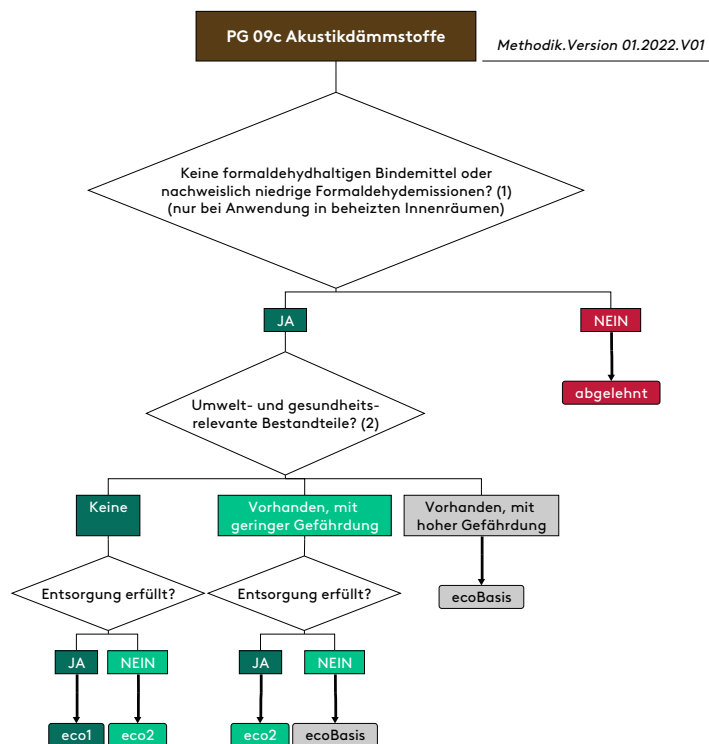 PG 09c Akustikdämmstoffe
Methodik.Version 01.2022.V01
Keine formaldehydhaltigen Bindemittel oder
nachweislich niedrige Formaldehydemissionen? (1)
(nur bei Anwendung in beheizten Innenräumen)
JA
NEIN
abgelehnt
Umwelt- und gesundheits-
relevante Bestandteile? (2)
Keine
Vorhanden, mit
geringer Gefährdung
Vorhanden, mit
hoher Gefährdung
Entsorgung erfüllt?
Entsorgung erfüllt?
ecoBasis
JA
NEIN
JA
NEIN
eco1
eco2
eco2
ecoBasis